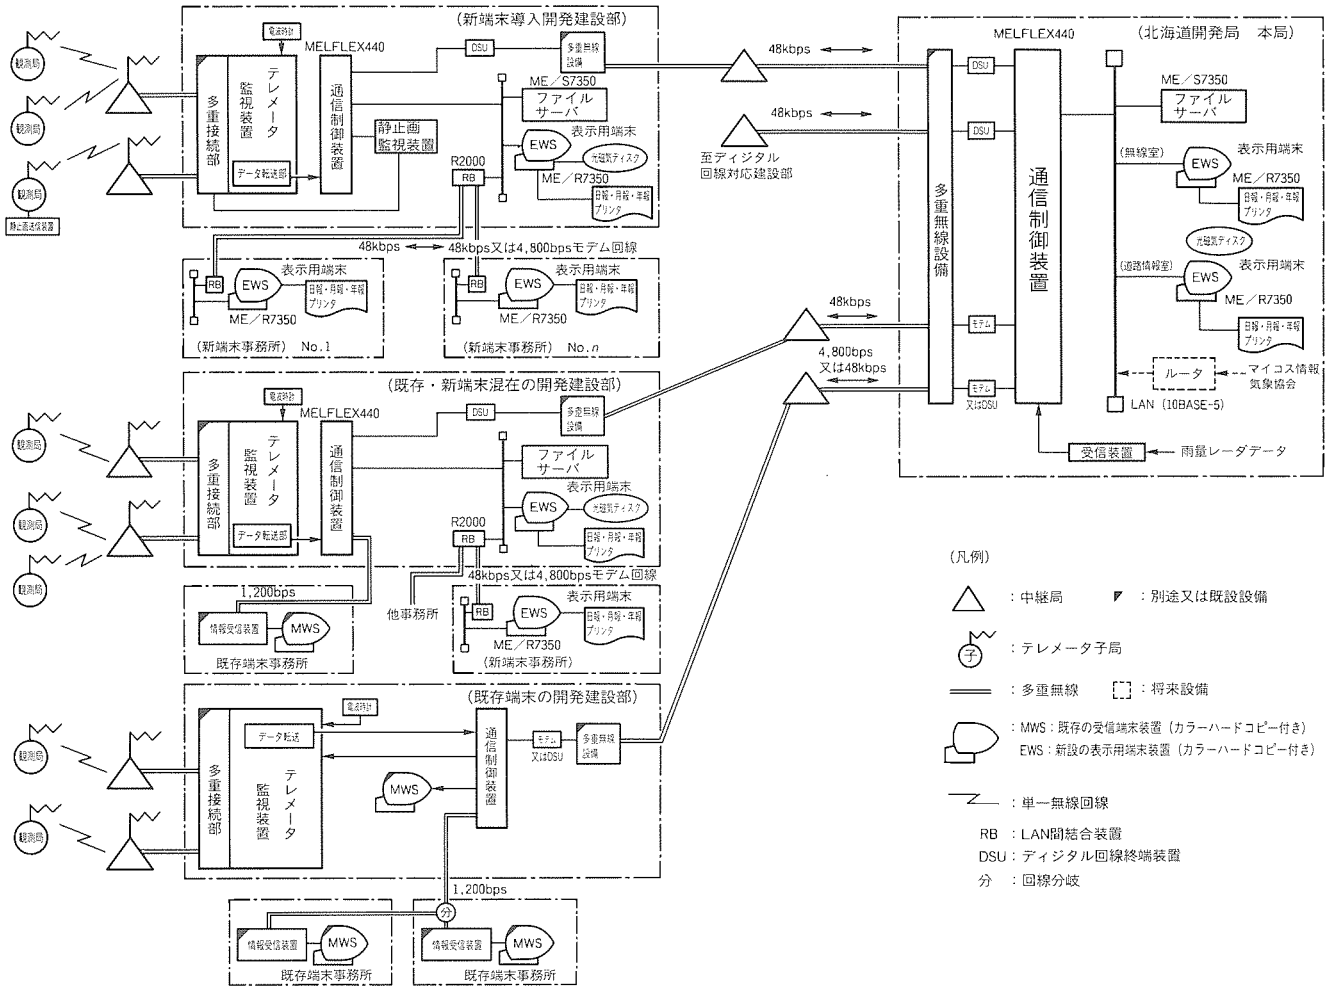 (新端末導入開発建設部)
電波時計
MELFLEX440
観測局
観測局
観測局
静止画送信装置
多重接続部
テレメータ
監視装置
データ転送部
通信制御装置
静止画
監視装置
DSU
多重無線
設備
ME/S7350
ファイル
サーバ
表示用端末
EWS
光磁気ディスク
ME/R7350
日報・月報・年報
プリンタ
R2000
RB
48kbps
48kbps又は4,800bpsモデム回線
RB
EWS
表示用端末
日報・月報・年報
プリンタ
ME/R7350
(新端末事務所) No.1
RB
EWS
表示用端末
日報・月報・年報
プリンタ
ME/R7350
(新端末事務所) No.n
48kbps
48kbps
至ディジタル
回線対応建設部
48kbps
4,800bps
又は48kbps
(北海道開発局 本局)
MELFLEX440
多重無線設備
DSU
DSU
モデム
モデム
又はDSU
通信制御装置
ME/S7350
ファイル
サーバ
(無線室)
EWS
表示用端末
ME/R7350
日報・月報・年報
プリンタ
光磁気ディスク
(道路情報室)
EWS
表示用端末
ME/R7350
日報・月報・年報
プリンタ
ルータ
マイコス情報
気象協会
LAN (10BASE-5)
受信装置
雨量レーダデータ
(既存・新端末混在の開発建設部)
電波時計
MELFLEX440
観測局
観測局
観測局
多重接続部
テレメータ
監視装置
データ転送部
通信制御装置
DSU
多重無線
設備
ファイル
サーバ
表示用端末
EWS
光磁気ディスク
日報・月報・年報
プリンタ
R2000
RB
48kbps又は4,800bpsモデム回線
他事務所
1,200bps
情報受信装置
MWS
既存端末事務所
RB
EWS
表示用端末
日報・月報・年報
プリンタ
ME/R7350
(新端末事務所)
(既存端末の開発建設部)
電波時計
観測局
観測局
多重接続部
データ転送
テレメータ
監視装置
通信制御装置
MWS
モデム
又はDSU
多重無線
設備
1,200bps
分
情報受信装置
MWS
既存端末事務所
情報受信装置
MWS
既存端末事務所
(凡例)
:中継局
:別途又は既設設備
子
:テレメータ子局
:多重無線
:将来設備
:MWS:既存の受信端末装置(カラーハードコピー付き)
EWS:新設の表示用端末装置(カラーハードコピー付き)
:単一無線回線
RB :LAN間結合装置
DSU:ディジタル回線終端装置
分 :回線分岐